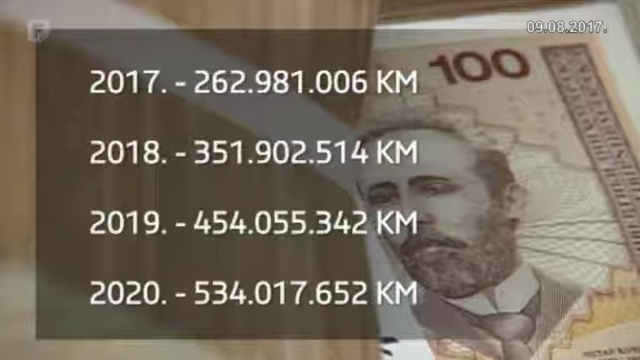 09.08.2017.
100
2017. - 262.981.006 KM
2018. - 351.902.514 KM
2019. - 454.055.342 KM
2020. - 534.017.652 KM